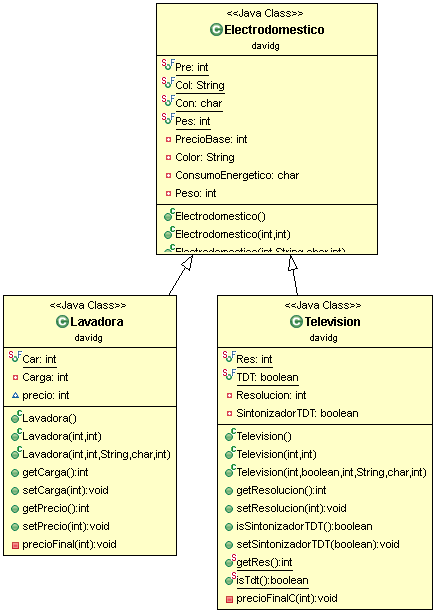 <<Java Class>>
Electrodomestico
davidg
Pre: int
Col: String
Con: char
Pes: int
PrecioBase: int
Color: String
ConsumoEnergetico: char
Peso: int
Electrodomestico()
Electrodomestico(int,int)
Electrodomestico(int,String,char,int)
<<Java Class>>
Lavadora
davidg
Car: int
Carga: int
precio: int
Lavadora()
Lavadora(int,int)
Lavadora(int,int,String,char,int)
getCarga():int
setCarga(int):void
getPrecio():int
setPrecio(int):void
precioFinal(int):void
<<Java Class>>
Television
davidg
Res: int
TDT: boolean
Resolucion: int
SintonizadorTDT: boolean
Television()
Television(int,int)
Television(int,boolean,int,String,char,int)
getResolucion():int
setResolucion(int):void
isSintonizadorTDT():boolean
setSintonizadorTDT(boolean):void
getRes():int
isTdt():boolean
precioFinalC(int):void